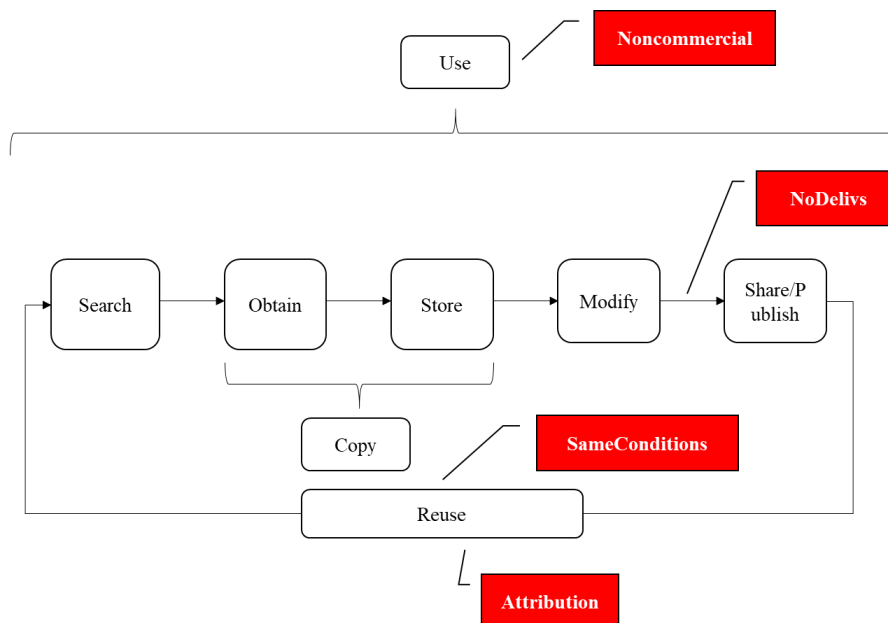 Noncommercial
Use
NoDelivs
Search
Obtain
Store
Modify
Share/P
ublish
Copy
SameConditions
Reuse
Attribution